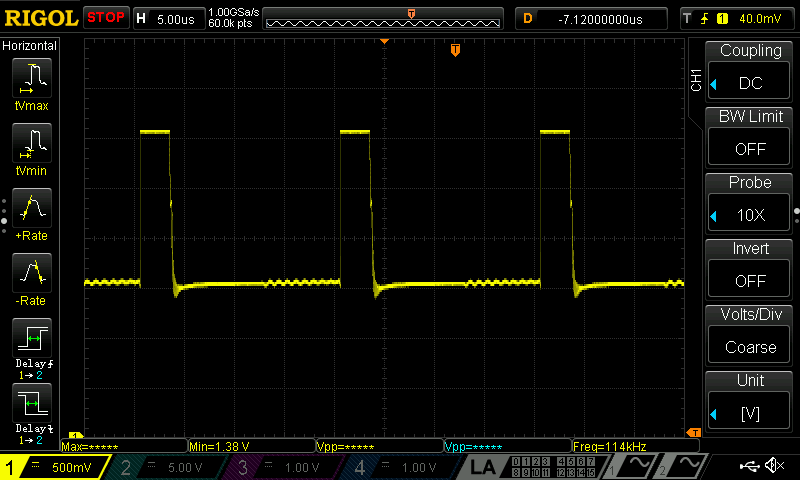 RIGOL STOP H 5.00us 1.00GSa/s 60.0k pts T D -7.12000000us T 1 40.0mV
Horizontal
tVmax
tVmin
+Rate
-Rate
Delay
1→2
Delay
1→2
T
CH1
Coupling
DC
BW Limit
OFF
Probe
10X
Invert
OFF
Volts/Div
Coarse
Unit
[V]
1
T
Max=***** Min=1.38 V Vpp=***** Vpp=***** Freq=114kHz
1 500mV 2 5.00 V 3 1.00 V 4 1.00 V LA 0 1 2 3 4 5 6 7 1 2
8 9 10 11 12 13 14 15